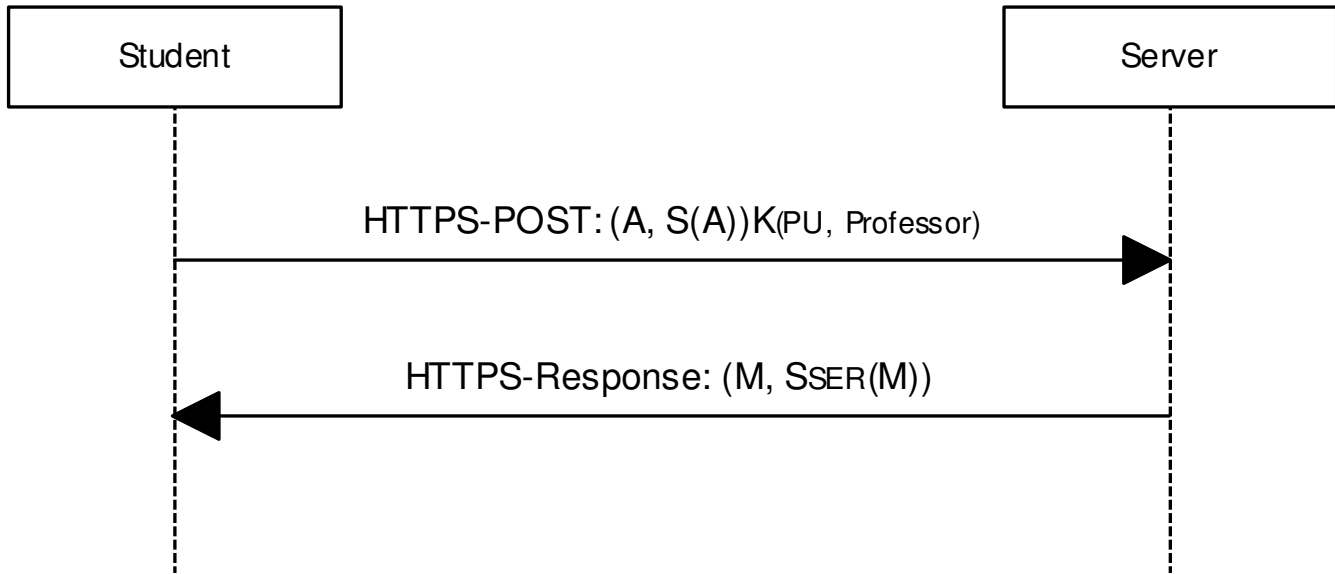 Student
Server
HTTPS-POST: (A, S(A))K(PU, Professor)
HTTPS-Response: (M, SSER(M))